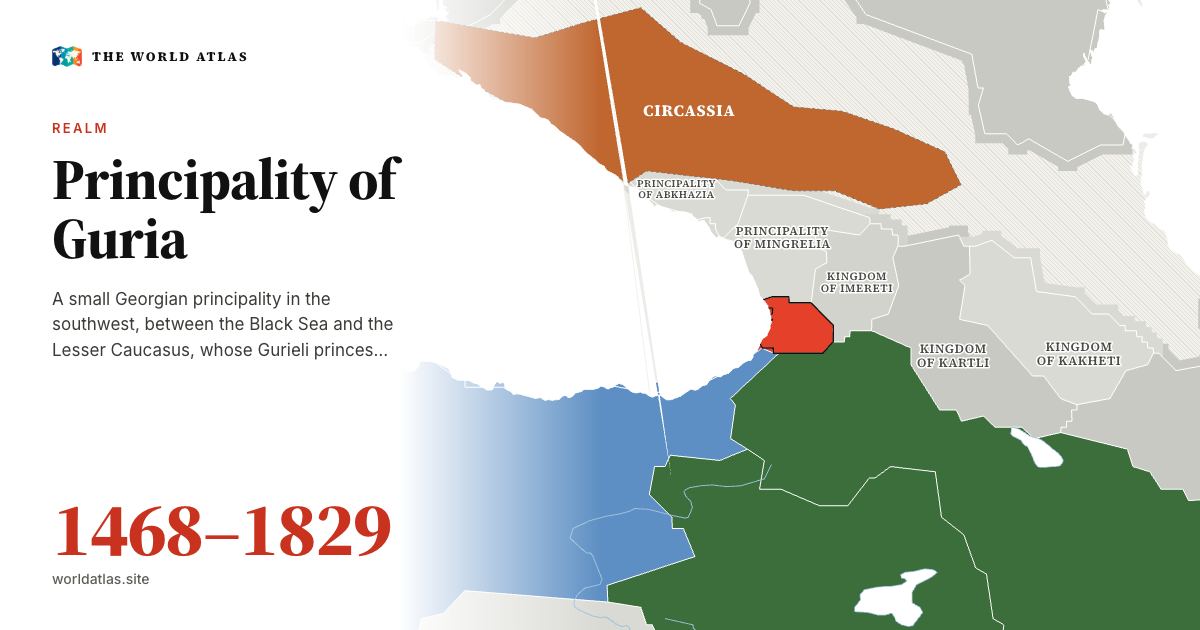 THE WORLD ATLAS
REALM
Principality of
Guria
A small Georgian principality in the
southwest, between the Black Sea and the
Lesser Caucasus, whose Gurieli princes...
1468–1829
worldatlas.site
CIRCASSIA
PRINCIPALITY
OF ABKHAZIA
PRINCIPALITY
OF MINGRELIA
KINGDOM
OF IMERETI
KINGDOM
OF KARTLI
KINGDOM
OF KAKHETI